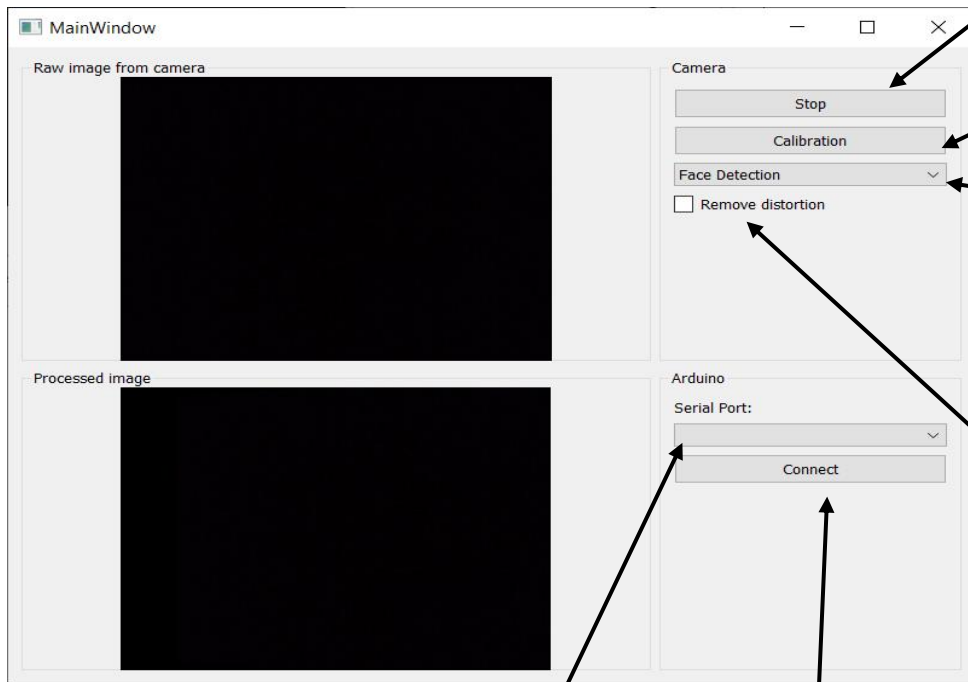 MainWindow
Raw image from camera
Camera
Stop
Calibration
Face Detection
Remove distortion
Processed image
Arduino
Serial Port:
Connect